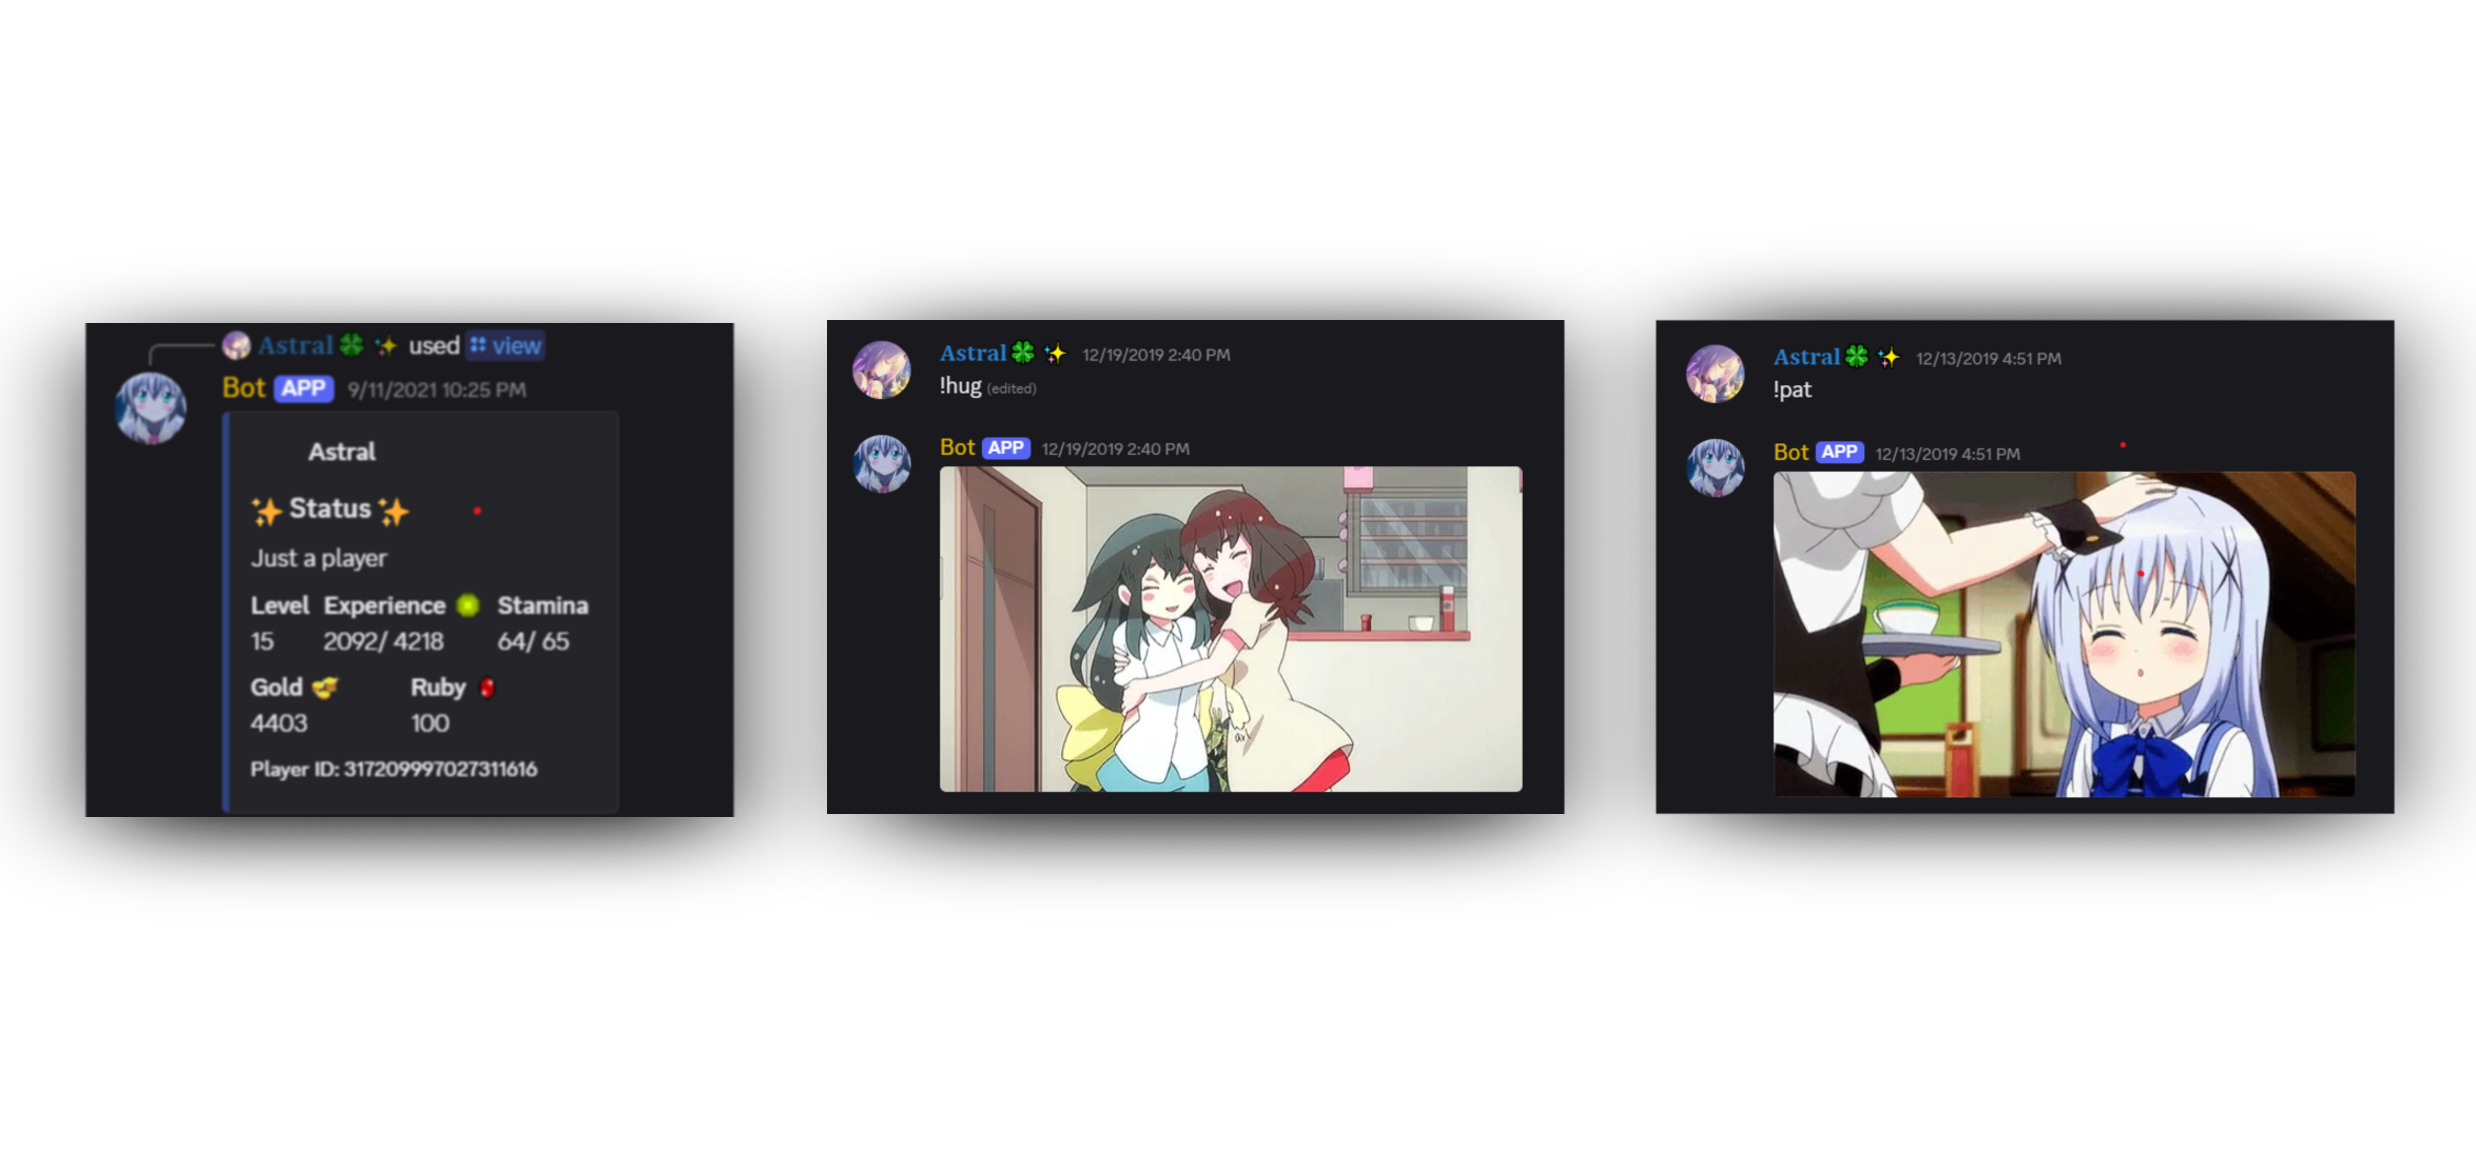 Astral🍀 ✨ used view
Bot APP 9/11/2021 10:25 PM
Astral
✨ Status ✨
Just a player
Level Experience Stamina
15 2092/ 4218 64/ 65
Gold Ruby
4403 100
Player ID: 317209997027311616
Astral🍀 ✨ 12/19/2019 2:40 PM
!hug (edited)
Bot APP 12/19/2019 2:40 PM
Astral🍀 ✨ 12/13/2019 4:51 PM
!pat
Bot APP 12/13/2019 4:51 PM